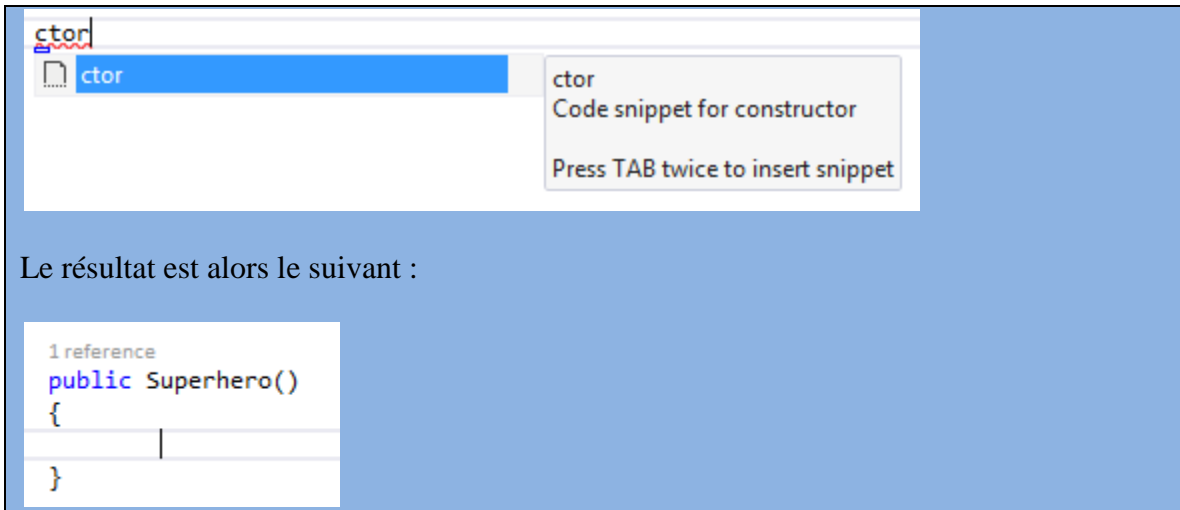 ctor
ctor
ctor
Code snippet for constructor
Press TAB twice to insert snippet
Le résultat est alors le suivant :
1 reference
public Superhero()
{
}